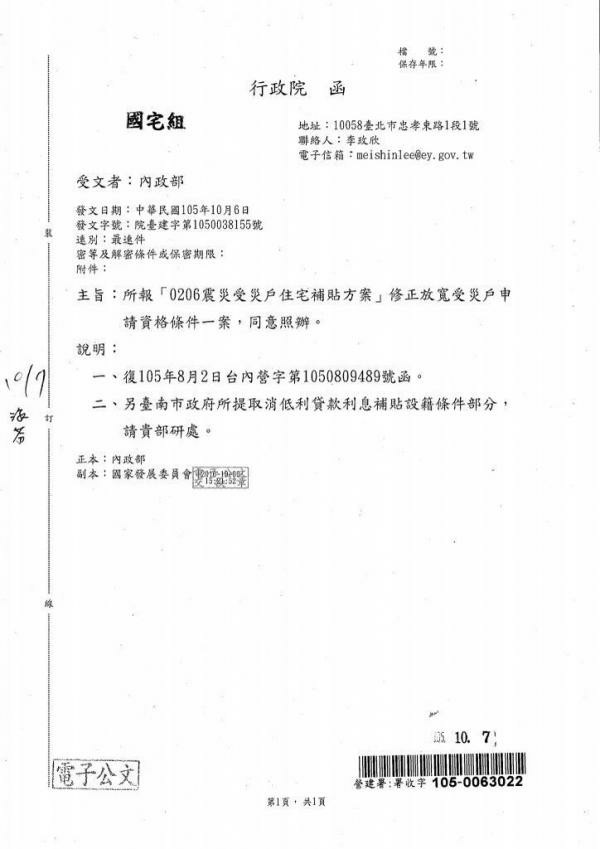 檔　　號：
保存年限：
行政院　函
國宅組
地址：10058臺北市忠孝東路1段1號
聯絡人：李玫欣
電子信箱：meishinlee@ey.gov.tw
受文者：內政部
發文日期：中華民國105年10月6日
發文字號：院臺建字第1050038155號
速別：最速件
密等及解密條件或保密期限：
附件：
主旨：所報「0206震災受災戶住宅補貼方案」修正放寬受災戶申
請資格條件一案，同意照辦。
說明：
一、復105年8月2日台內營字第1050809489號函。
二、另臺南市政府所提取消低利貸款利息補貼設籍條件部分，
請貴部研處。
正本：內政部
副本：國家發展委員會
裝
訂
線
10/7
105. 10. 7
電子公文
營建署:署收字 105-0063022
第1頁，共1頁